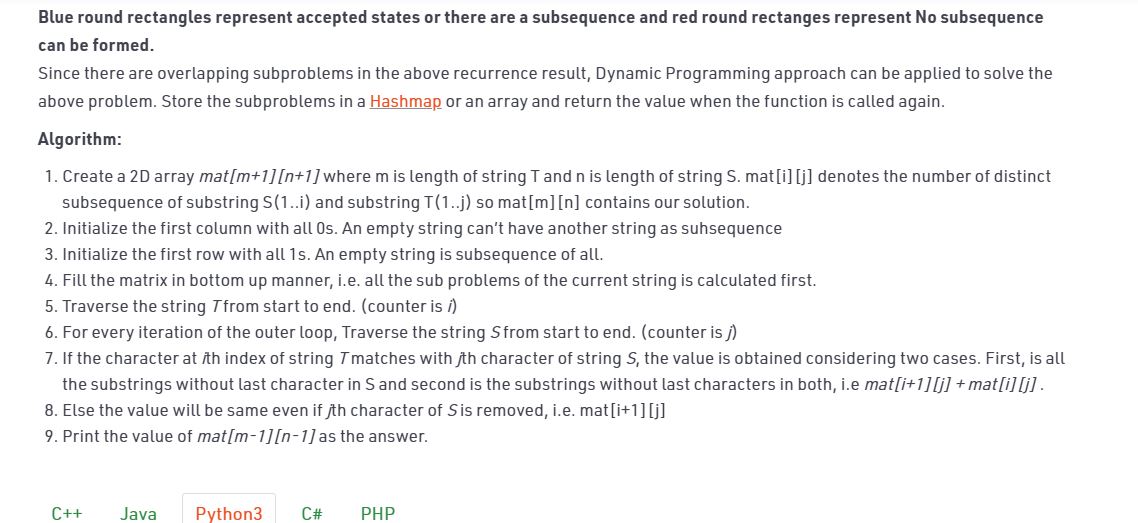 Blue round rectangles represent accepted states or there are a subsequence and red round rectanges represent No subsequence
can be formed.
Since there are overlapping subproblems in the above recurrence result, Dynamic Programming approach can be applied to solve the
above problem. Store the subproblems in a Hashmap or an array and return the value when the function is called again.
Algorithm:
1. Create a 2D array mat[m+1][n+1] where m is length of string T and n is length of string S. mat[i][j] denotes the number of distinct
subsequence of substring S(1..i) and substring T(1..j) so mat[m][n] contains our solution.
2. Initialize the first column with all 0s. An empty string can't have another string as suhsequence
3. Initialize the first row with all 1s. An empty string is subsequence of all.
4. Fill the matrix in bottom up manner, i.e. all the sub problems of the current string is calculated first.
5. Traverse the string T from start to end. (counter is i)
6. For every iteration of the outer loop, Traverse the string S from start to end. (counter is j)
7. If the character at ith index of string T matches with jth character of string S, the value is obtained considering two cases. First, is all
the substrings without last character in S and second is the substrings without last characters in both, i.e mat[i+1][j] + mat[i][j] .
8. Else the value will be same even if jth character of S is removed, i.e. mat[i+1][j]
9. Print the value of mat[m-1][n-1] as the answer.
C++ Java Python3 C# PHP